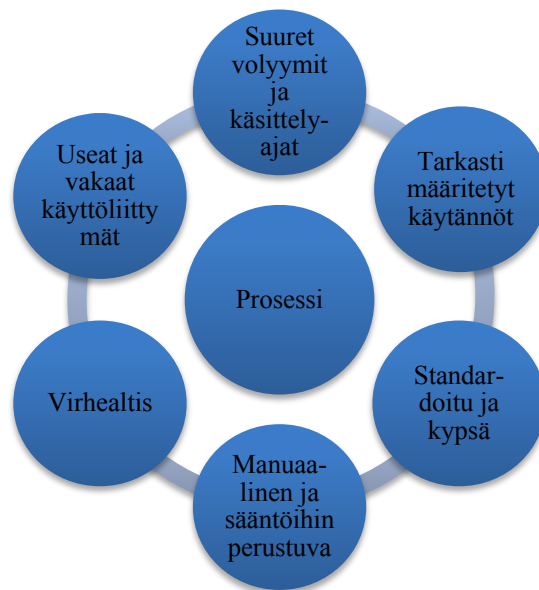 Suuret
volyymit
ja
käsittely-
ajat
Tarkasti
määritetyt
käytännöt
Standar-
doitu ja
kypsä
Manuaa-
linen ja
sääntöihin
perustuva
Virhealtis
Useat ja
vakaat
käyttöliitty
mät
Prosessi